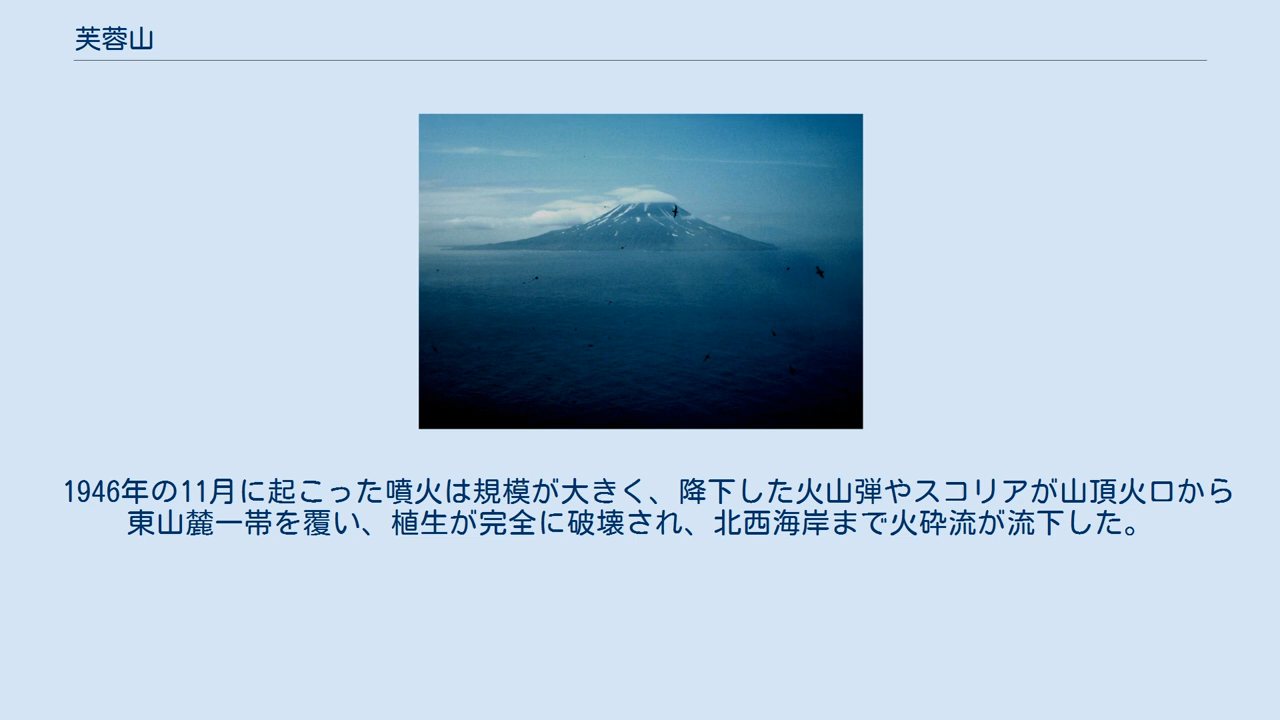 芙蓉山
1946年の11月に起こった噴火は規模が大きく、降下した火山弾やスコリアが山頂火口から
東山麓一帯を覆い、植生が完全に破壊され、北西海岸まで火砕流が流下した。